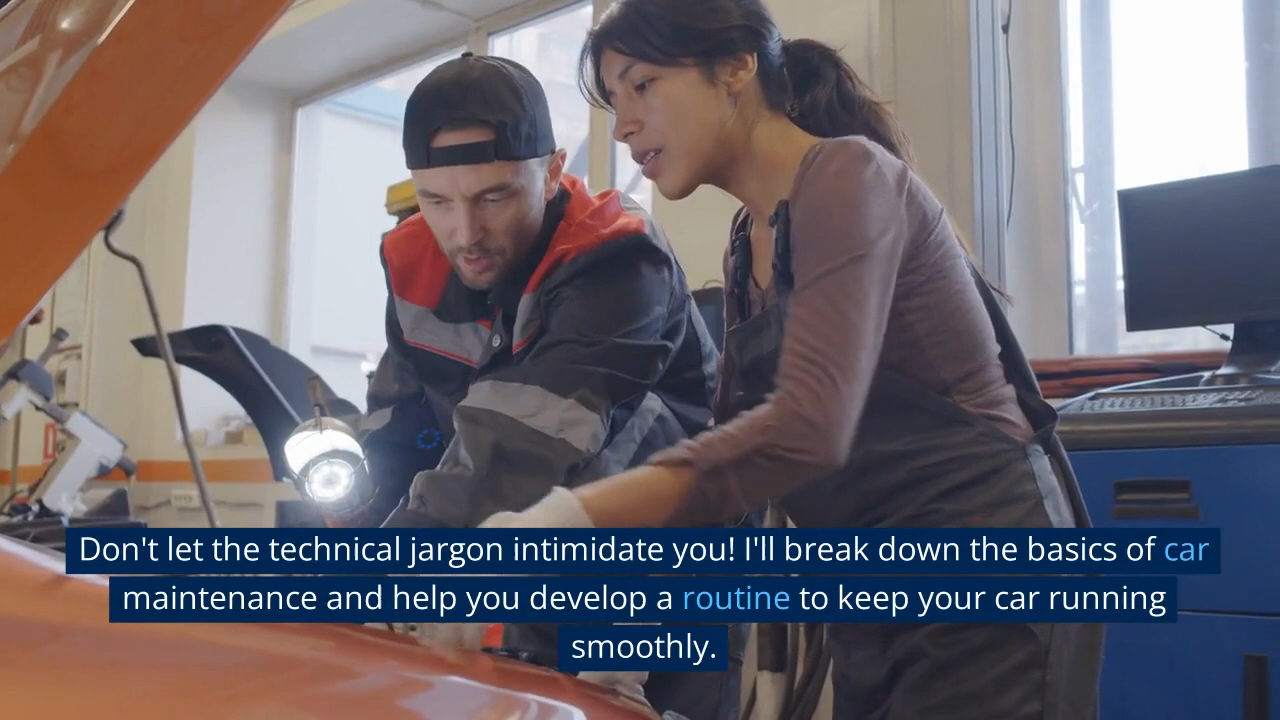 Don't let the technical jargon intimidate you! I'll break down the basics of car
maintenance and help you develop a routine to keep your car running
smoothly.